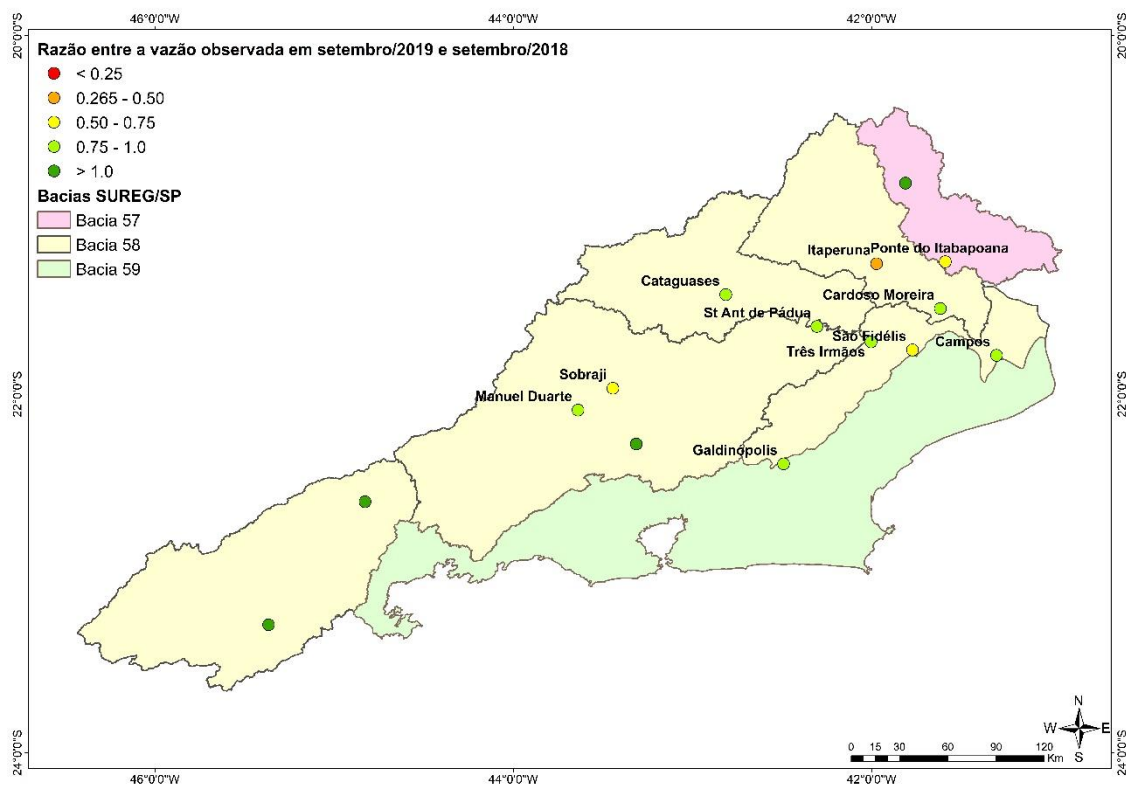 46°0'0"W
44°0'0"W
42°0'0"W
20°0'0"S
20°0'0"S
Razão entre a vazão observada em setembro/2019 e setembro/2018
< 0.25
0.265 - 0.50
0.50 - 0.75
0.75 - 1.0
> 1.0
Bacias SUREG/SP
Bacia 57
Bacia 58
Bacia 59
Itaperuna
Ponte do Itabapoana
Cataguases
Cardoso Moreira
St Ant de Pádua
São Fidélis
Campos
Três Irmãos
Sobraji
Manuel Duarte
22°0'0"S
22°0'0"S
Galdinópolis
N
W
E
S
0 15 30 60 90 120
Km
24°0'0"S
24°0'0"S
46°0'0"W
44°0'0"W
42°0'0"W